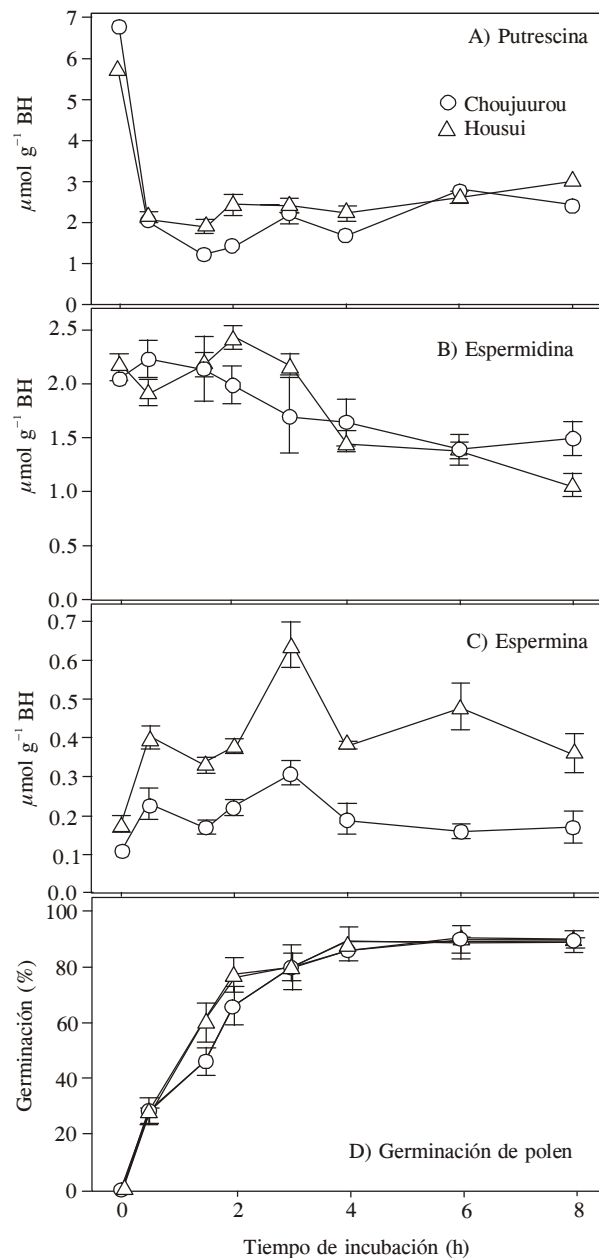 7
6
5
4
3
2
1
0
μmol g⁻¹ BH
A) Putrescina
Choujuurou
Housui
2.5
2.0
1.5
1.0
0.5
0.0
μmol g⁻¹ BH
B) Espermidina
0.7
0.6
0.5
0.4
0.3
0.2
0.1
0.0
μmol g⁻¹ BH
C) Espermina
100
80
60
40
20
0
Germinación (%)
D) Germinación de polen
0 2 4 6 8
Tiempo de incubación (h)